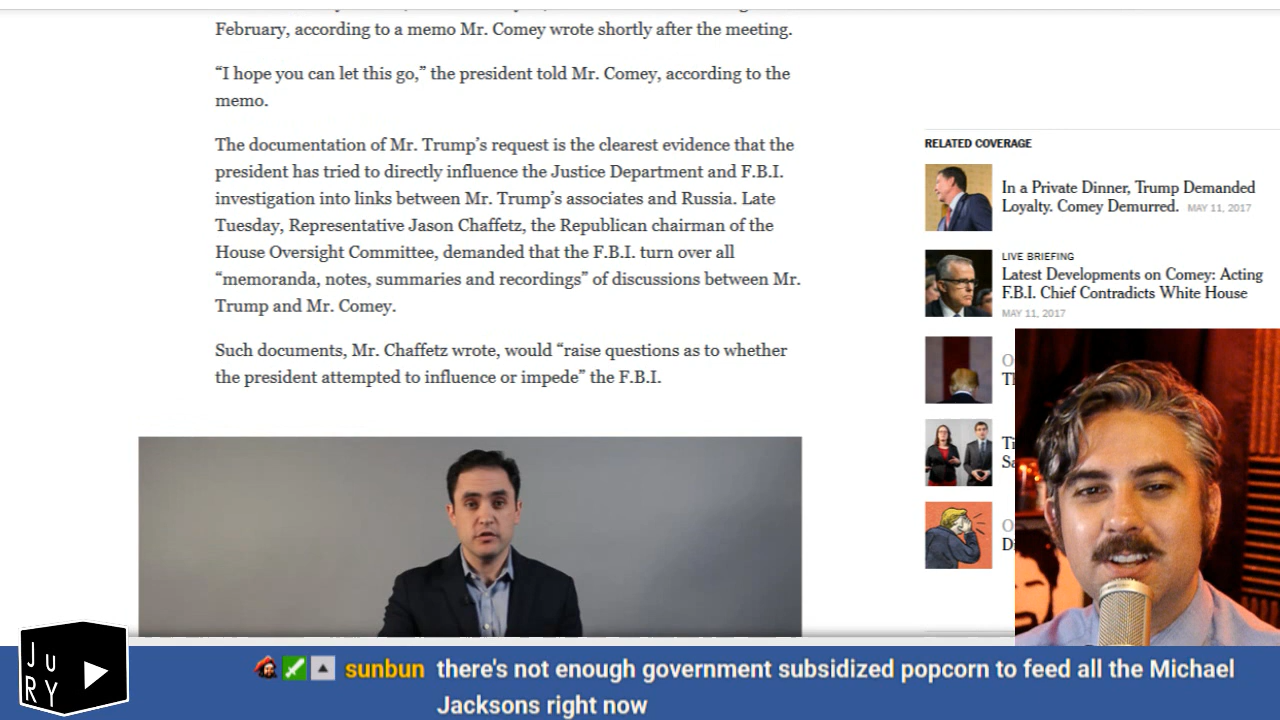 February, according to a memo Mr. Comey wrote shortly after the meeting.
“I hope you can let this go,” the president told Mr. Comey, according to the
memo.
The documentation of Mr. Trump’s request is the clearest evidence that the
president has tried to directly influence the Justice Department and F.B.I.
investigation into links between Mr. Trump’s associates and Russia. Late
Tuesday, Representative Jason Chaffetz, the Republican chairman of the
House Oversight Committee, demanded that the F.B.I. turn over all
“memoranda, notes, summaries and recordings” of discussions between Mr.
Trump and Mr. Comey.
Such documents, Mr. Chaffetz wrote, would “raise questions as to whether
the president attempted to influence or impede” the F.B.I.
RELATED COVERAGE
In a Private Dinner, Trump Demanded
Loyalty. Comey Demurred. MAY 11, 2017
LIVE BRIEFING
Latest Developments on Comey: Acting
F.B.I. Chief Contradicts White House
MAY 11, 2017
JuRY
sunbun there's not enough government subsidized popcorn to feed all the Michael
Jacksons right now